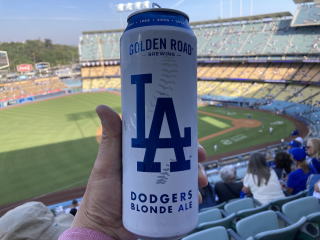 GOLDEN ROAD
BREWING
LA
DODGERS
BLONDE ALE